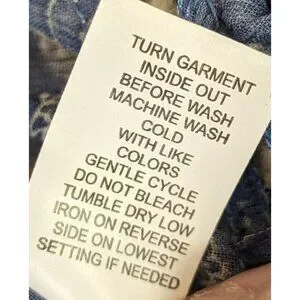 TURN GARMENT
INSIDE OUT
BEFORE WASH
MACHINE WASH
COLD
WITH LIKE
COLORS
GENTLE CYCLE
DO NOT BLEACH
TUMBLE DRY LOW
IRON ON REVERSE
SIDE ON LOWEST
SETTING IF NEEDED